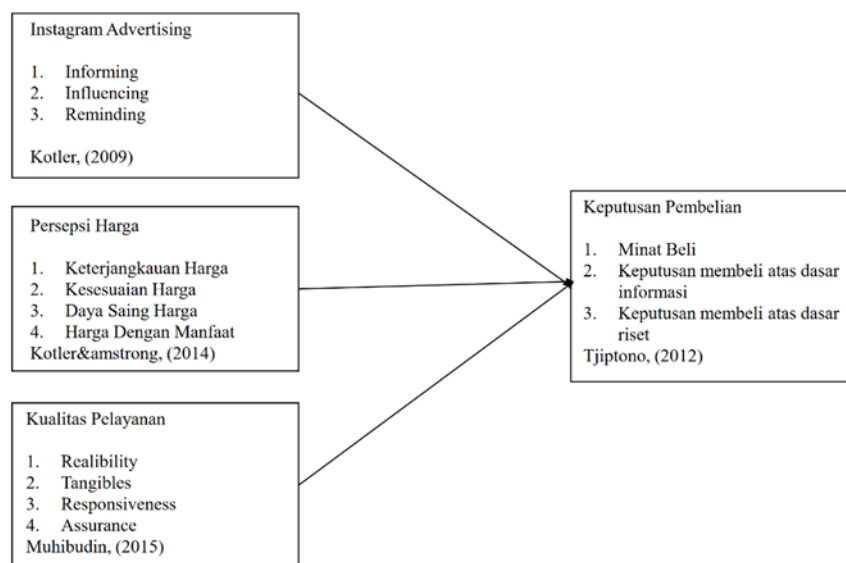 Instagram Advertising
1. Informing
2. Influencing
3. Reminding
Kotler, (2009)
Persepsi Harga
1. Keterjangkauan Harga
2. Kesesuaian Harga
3. Daya Saing Harga
4. Harga Dengan Manfaat
Kotler&amstrong, (2014)
Kualitas Pelayanan
1. Realibility
2. Tangibles
3. Responsiveness
4. Assurance
Muhibudin, (2015)
Keputusan Pembelian
1. Minat Beli
2. Keputusan membeli atas dasar
informasi
3. Keputusan membeli atas dasar
riset
Tjiptono, (2012)